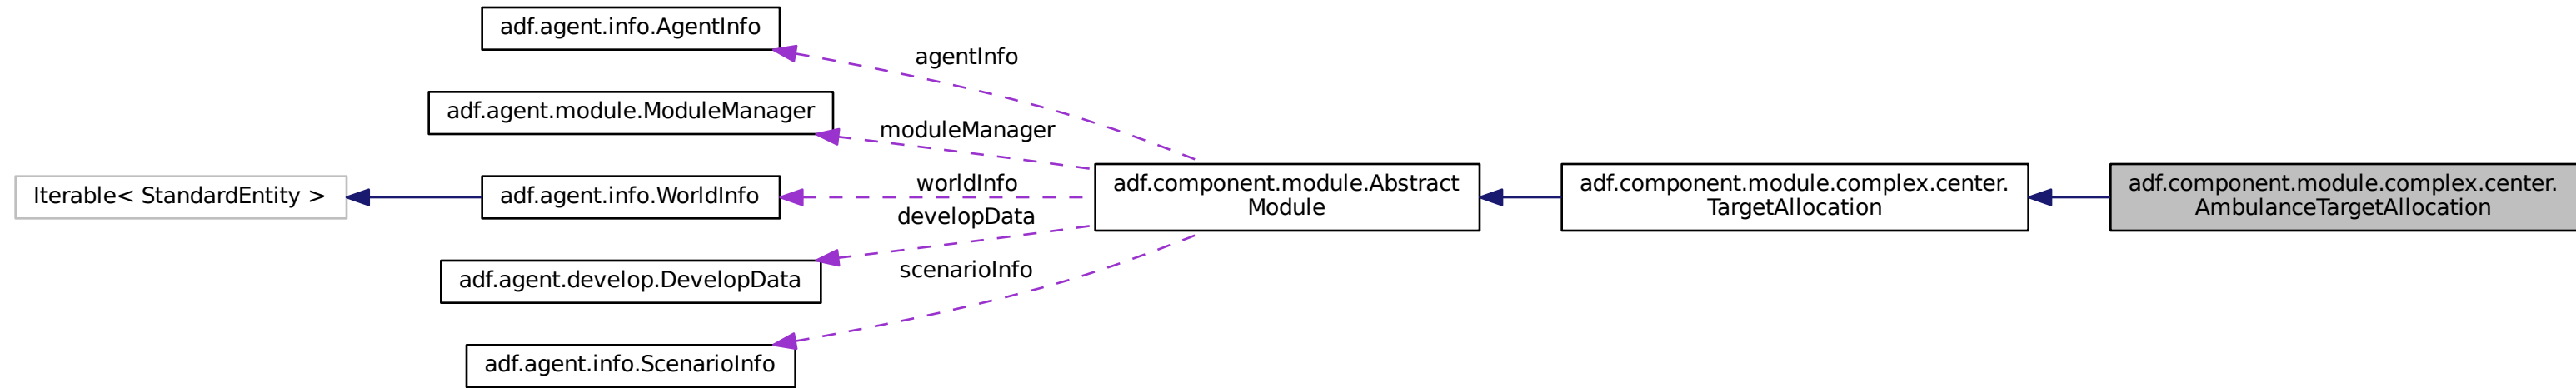 adf.agent.info.AgentInfo
agentInfo
adf.agent.module.ModuleManager
moduleManager
Iterable< StandardEntity >
adf.agent.info.WorldInfo
worldInfo
adf.component.module.Abstract
Module
adf.component.module.complex.center.
TargetAllocation
adf.component.module.complex.center.
AmbulanceTargetAllocation
developData
adf.agent.develop.DevelopData
scenarioInfo
adf.agent.info.ScenarioInfo